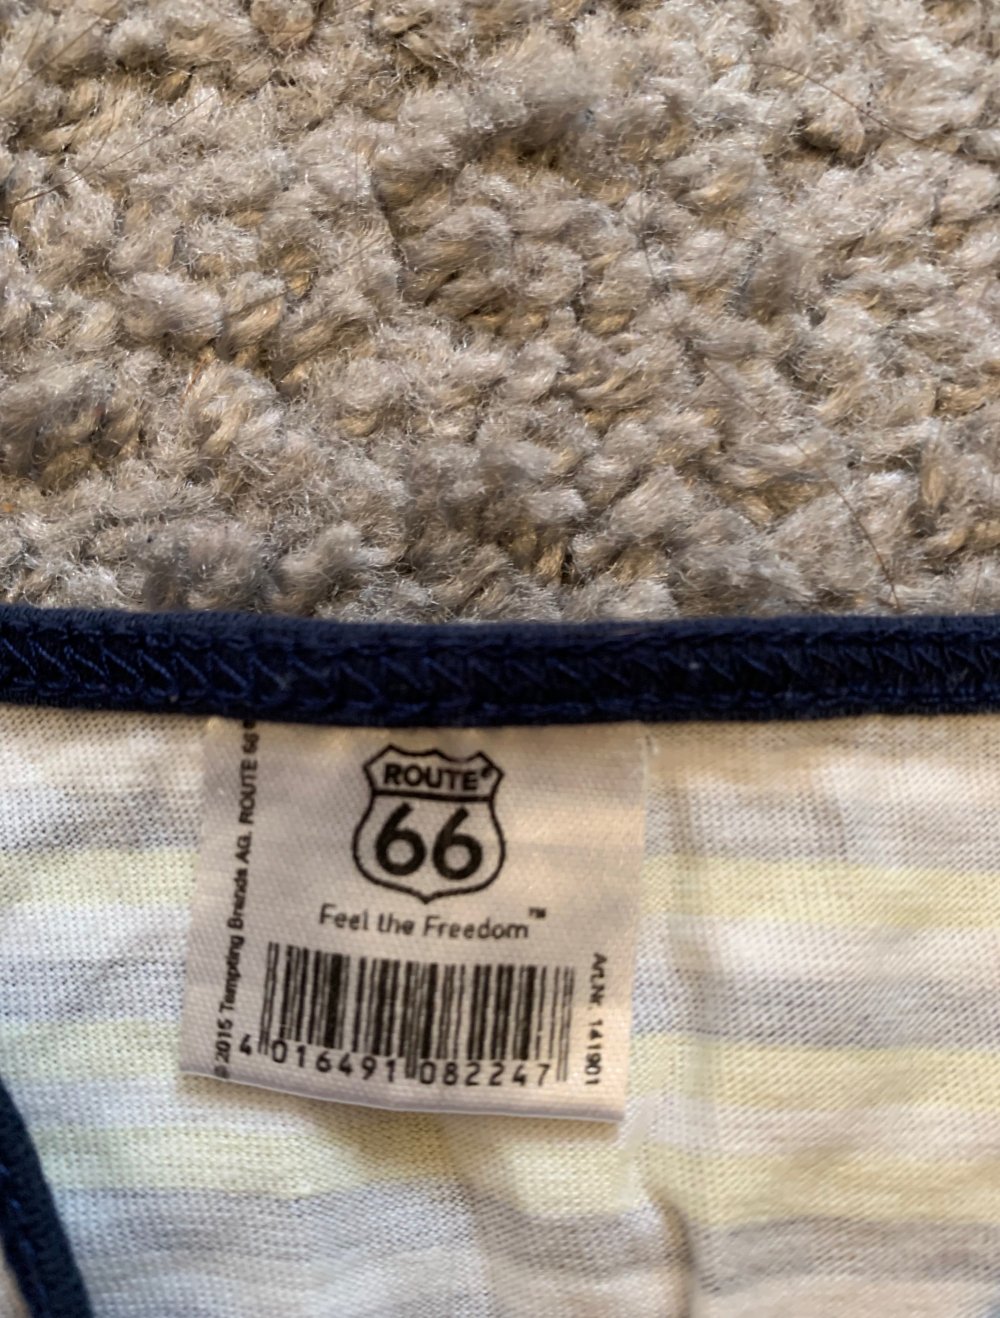 ROUTE®
66
Feel the Freedom™
4 016491 082247
© 2015 Tempting Brands AG. ROUTE 66
Art.Nr. 141901